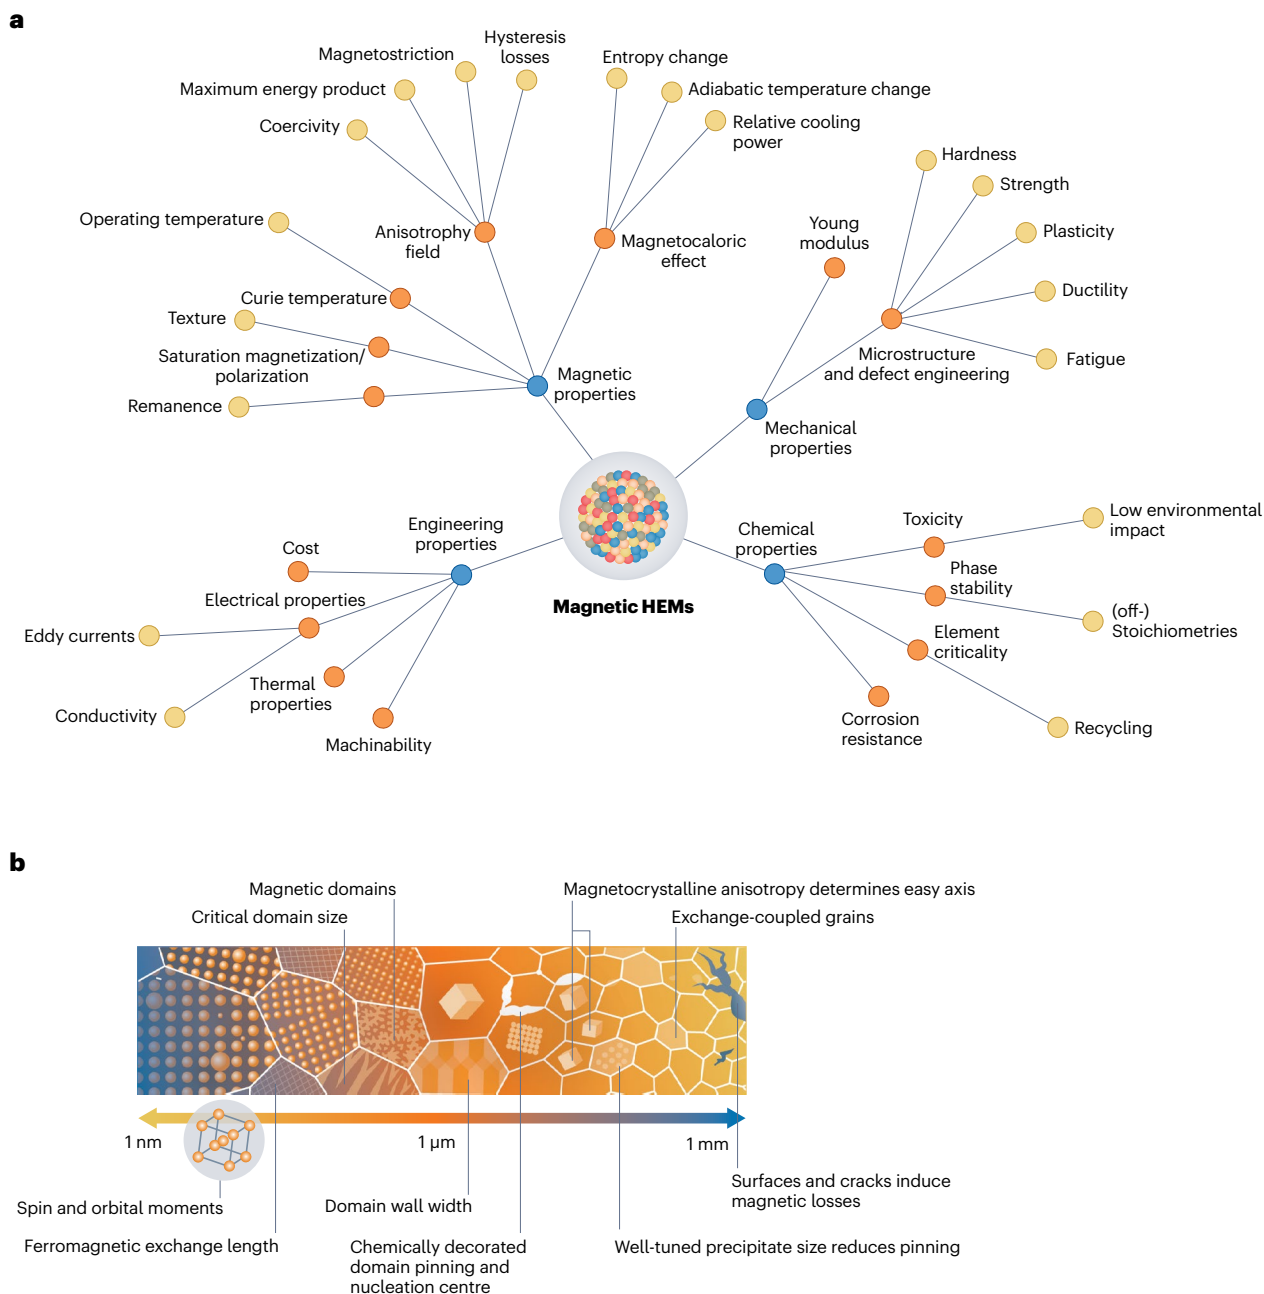 a
Hysteresis
losses
Magnetostriction
Entropy change
Maximum energy product
Adiabatic temperature change
Coercivity
Relative cooling
power
Hardness
Strength
Operating temperature
Anisotrophy
field
Magnetocaloric
effect
Young
modulus
Plasticity
Curie temperature
Ductility
Texture
Saturation magnetization/
polarization
Microstructure
and defect engineering
Fatigue
Magnetic
properties
Remanence
Mechanical
properties
Engineering
properties
Chemical
properties
Toxicity
Low environmental
impact
Cost
Phase
stability
Electrical properties
Magnetic HEMs
(off-)
Stoichiometries
Eddy currents
Element
criticality
Thermal
properties
Conductivity
Machinability
Corrosion
resistance
Recycling
b
Magnetic domains
Magnetocrystalline anisotropy determines easy axis
Critical domain size
Exchange-coupled grains
1 nm
1 µm
1 mm
Surfaces and cracks induce
magnetic losses
Spin and orbital moments
Domain wall width
Ferromagnetic exchange length
Chemically decorated
domain pinning and
nucleation centre
Well-tuned precipitate size reduces pinning